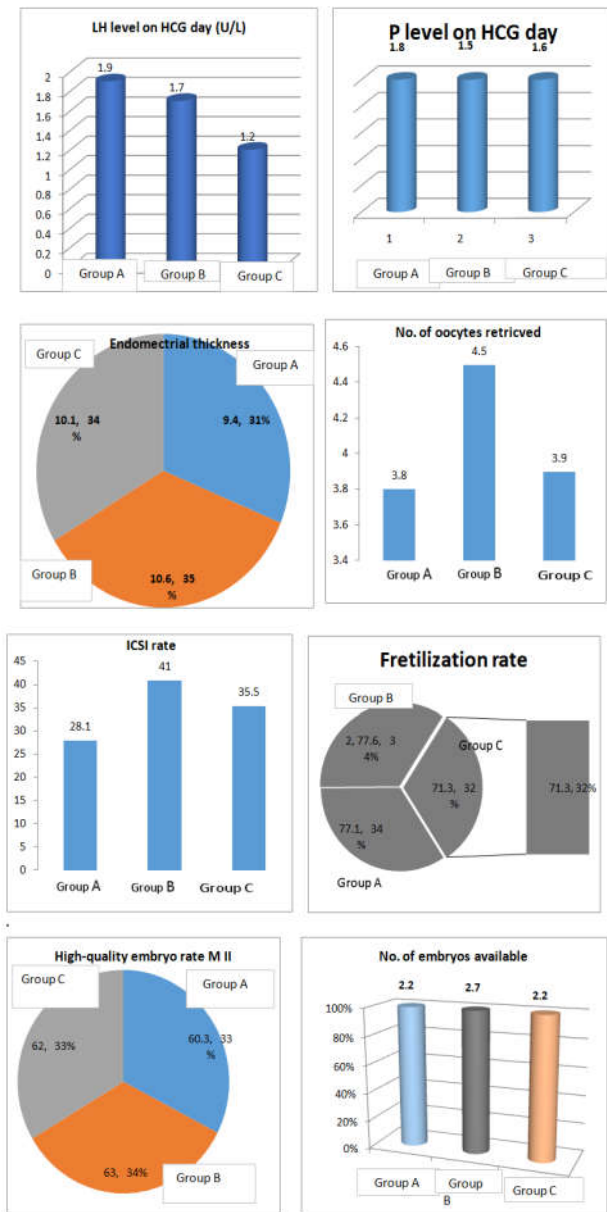 LH level on HCG day (U/L)
2
1.8
1.6
1.4
1.2
1
0.8
0.6
0.4
0.2
0
1.9
1.7
1.2
Group A
Group B
Group C
P level on HCG day
1.8
1.5
1.6
1
2
3
Group A
Group B
Group C
Endomectrial thickness
Group C
Group A
10.1, 34
%
9.4, 31%
Group B
10.6, 35
%
No. of oocytes retricved
4.6
4.4
4.2
4
3.8
3.6
3.4
3.8
4.5
3.9
Group A
Group B
Group C
ICSI rate
45
40
35
30
25
20
15
10
5
0
28.1
41
35.5
Group A
Group B
Group C
Fretilization rate
Group B
2, 77.6, 3
4%
Group C
71.3, 32
%
71.3, 32%
77.1, 34
%
Group A
.
High-quality embryo rate M II
Group C
Group A
62, 33%
60.3, 33
%
63, 34%
Group B
No. of embryos available
2.2
2.7
2.2
100%
80%
60%
40%
20%
0%
Group A
Group
B
Group C